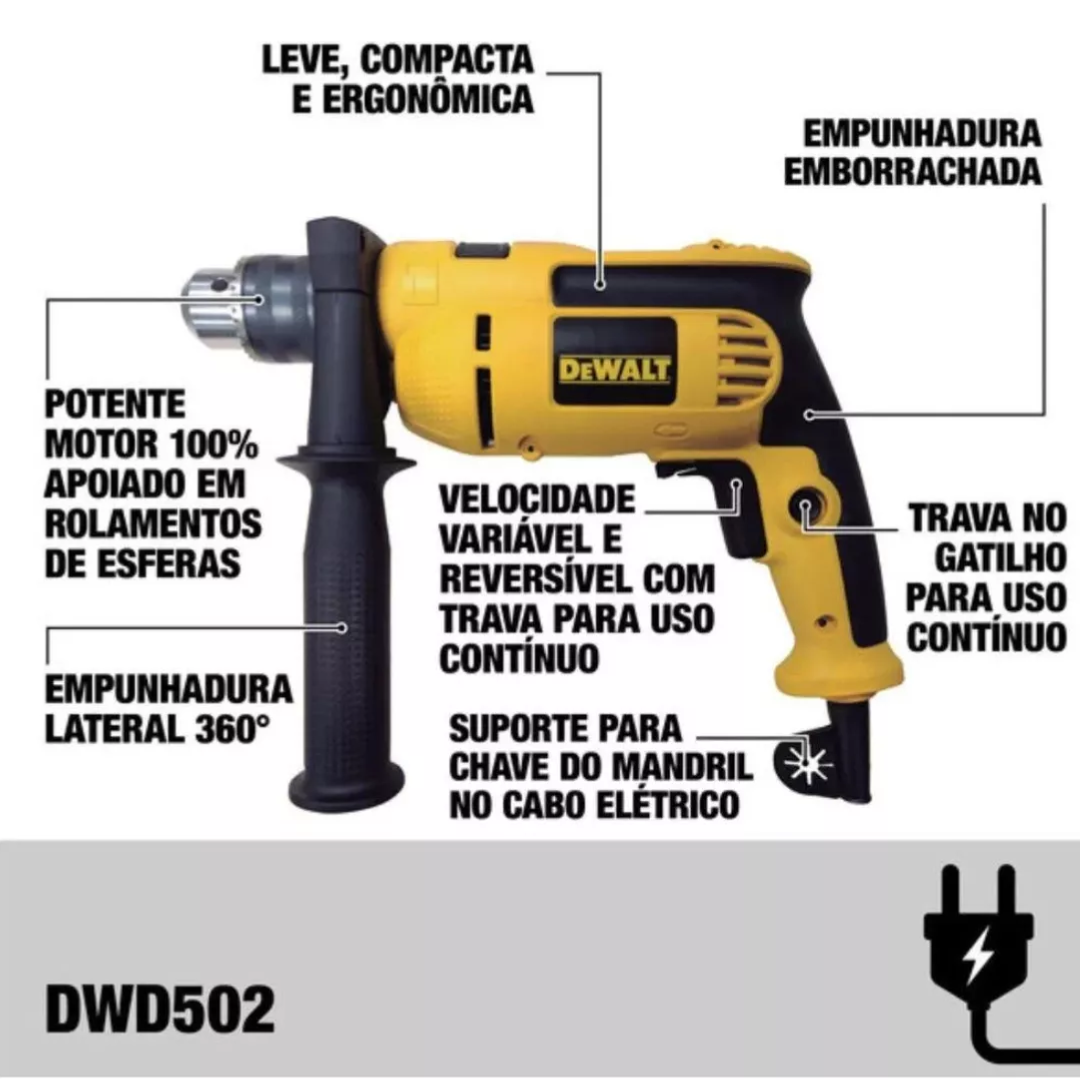 LEVE, COMPACTA
E ERGONÔMICA
EMPUNHADURA
EMBORRACHADA
DEWALT
POTENTE
MOTOR 100%
APOIADO EM
ROLAMENTOS
DE ESFERAS
VELOCIDADE
VARIÁVEL E
REVERSÍVEL COM
TRAVA PARA USO
CONTÍNUO
TRAVA NO
GATILHO
PARA USO
CONTÍNUO
EMPUNHADURA
LATERAL 360°
SUPORTE PARA
CHAVE DO MANDRIL
NO CABO ELÉTRICO
DWD502